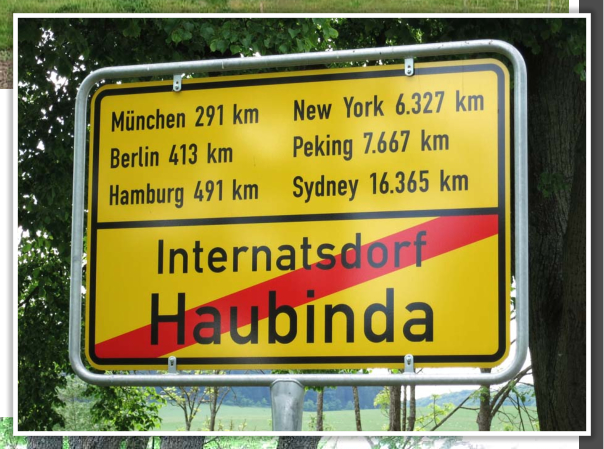 München 291 km
Berlin 413 km
Hamburg 491 km
New York 6.327 km
Peking 7.667 km
Sydney 16.365 km
Internatsdorf
Haubinda